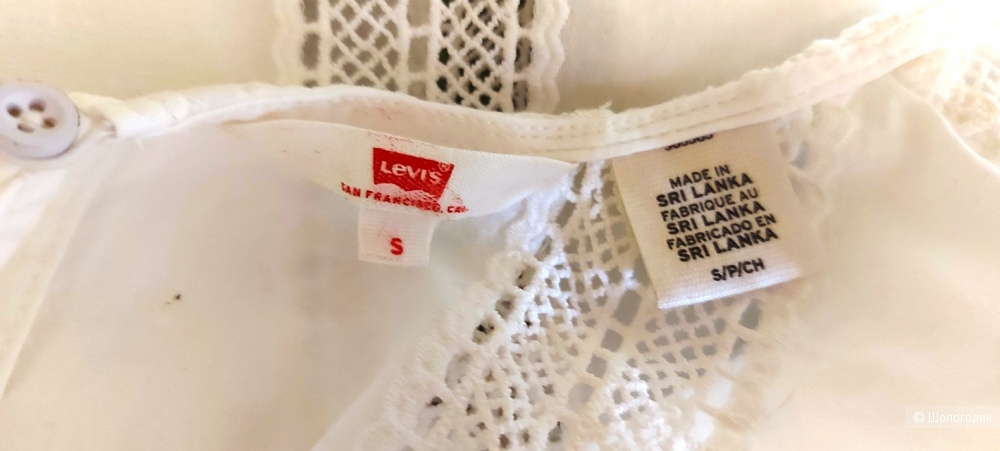 Levi's®
SAN FRANCISCO, CAL
S
MADE IN
SRI LANKA
FABRIQUE AU
SRI LANKA
FABRICADO EN
SRI LANKA
S/P/CH
© Шопоголик